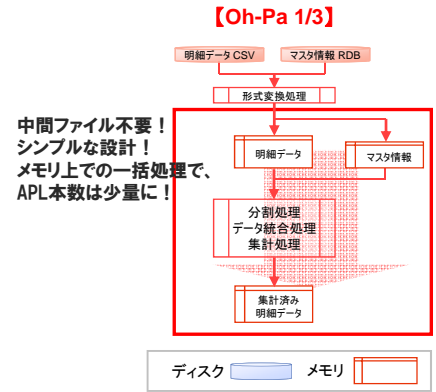 【Oh-Pa 1/3】
明細データ CSV
マスタ情報 RDB
形式変換処理
中間ファイル不要！
シンプルな設計！
メモリ上での一括処理で、
APL本数は少量に！
明細データ
マスタ情報
分割処理
データ統合処理
集計処理
集計済み
明細データ
ディスク
メモリ